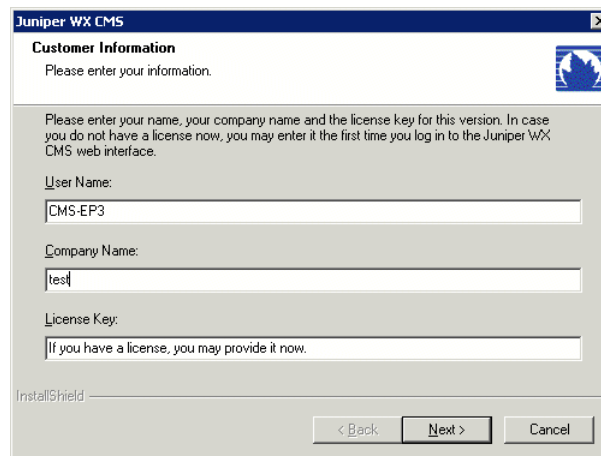 Juniper WX CMS
Customer Information
Please enter your information.
Please enter your name, your company name and the license key for this version. In case
you do not have a license now, you may enter it the first time you log in to the Juniper WX
CMS web interface.
User Name:
CMS-EP3
Company Name:
test
License Key:
If you have a license, you may provide it now.
InstallShield
< Back
Next >
Cancel